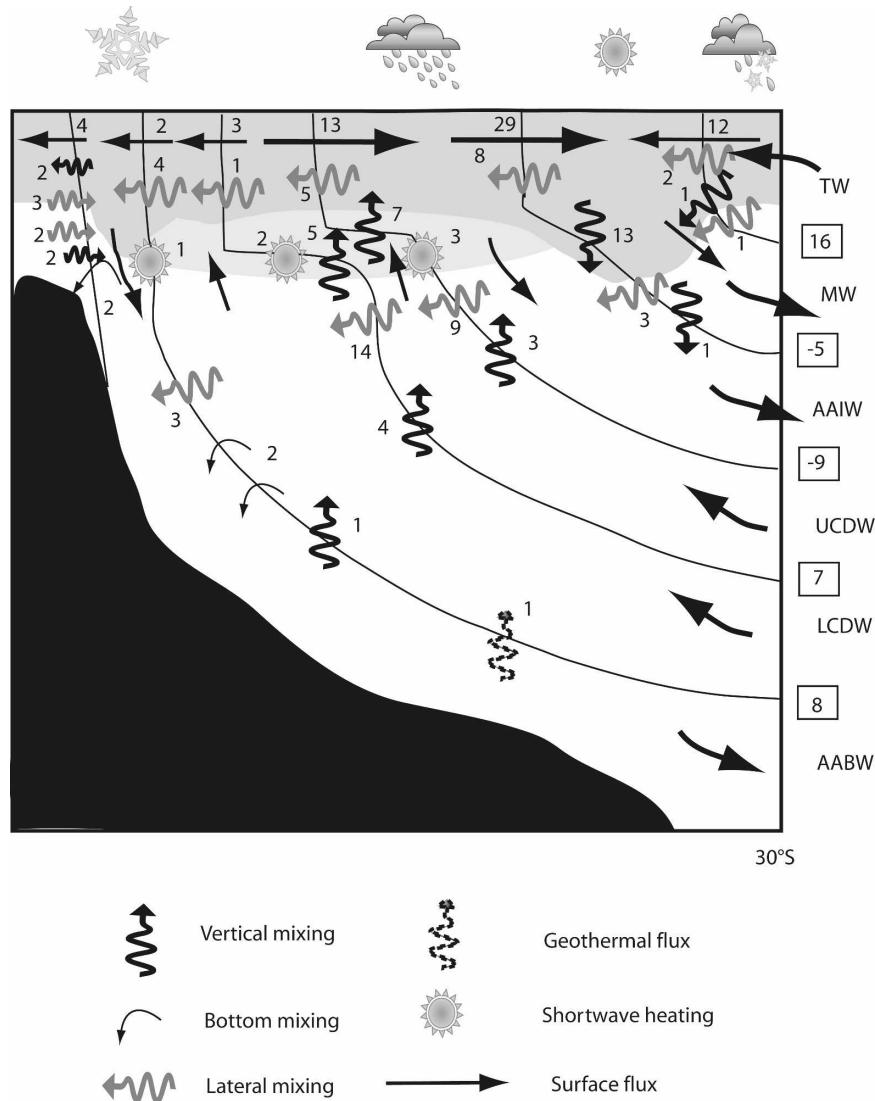 4 2 3 13 29 12
2 4 1 5 8 2 TW
3 1 16
2 1 2 5 7 3 13 1
2 2 MW
14 9 3 3 1 -5
3 4 AAIW
2 -9
1 UCDW
7
1 LCDW
8
AABW
30°S
Vertical mixing Geothermal flux
Bottom mixing Shortwave heating
Lateral mixing Surface flux